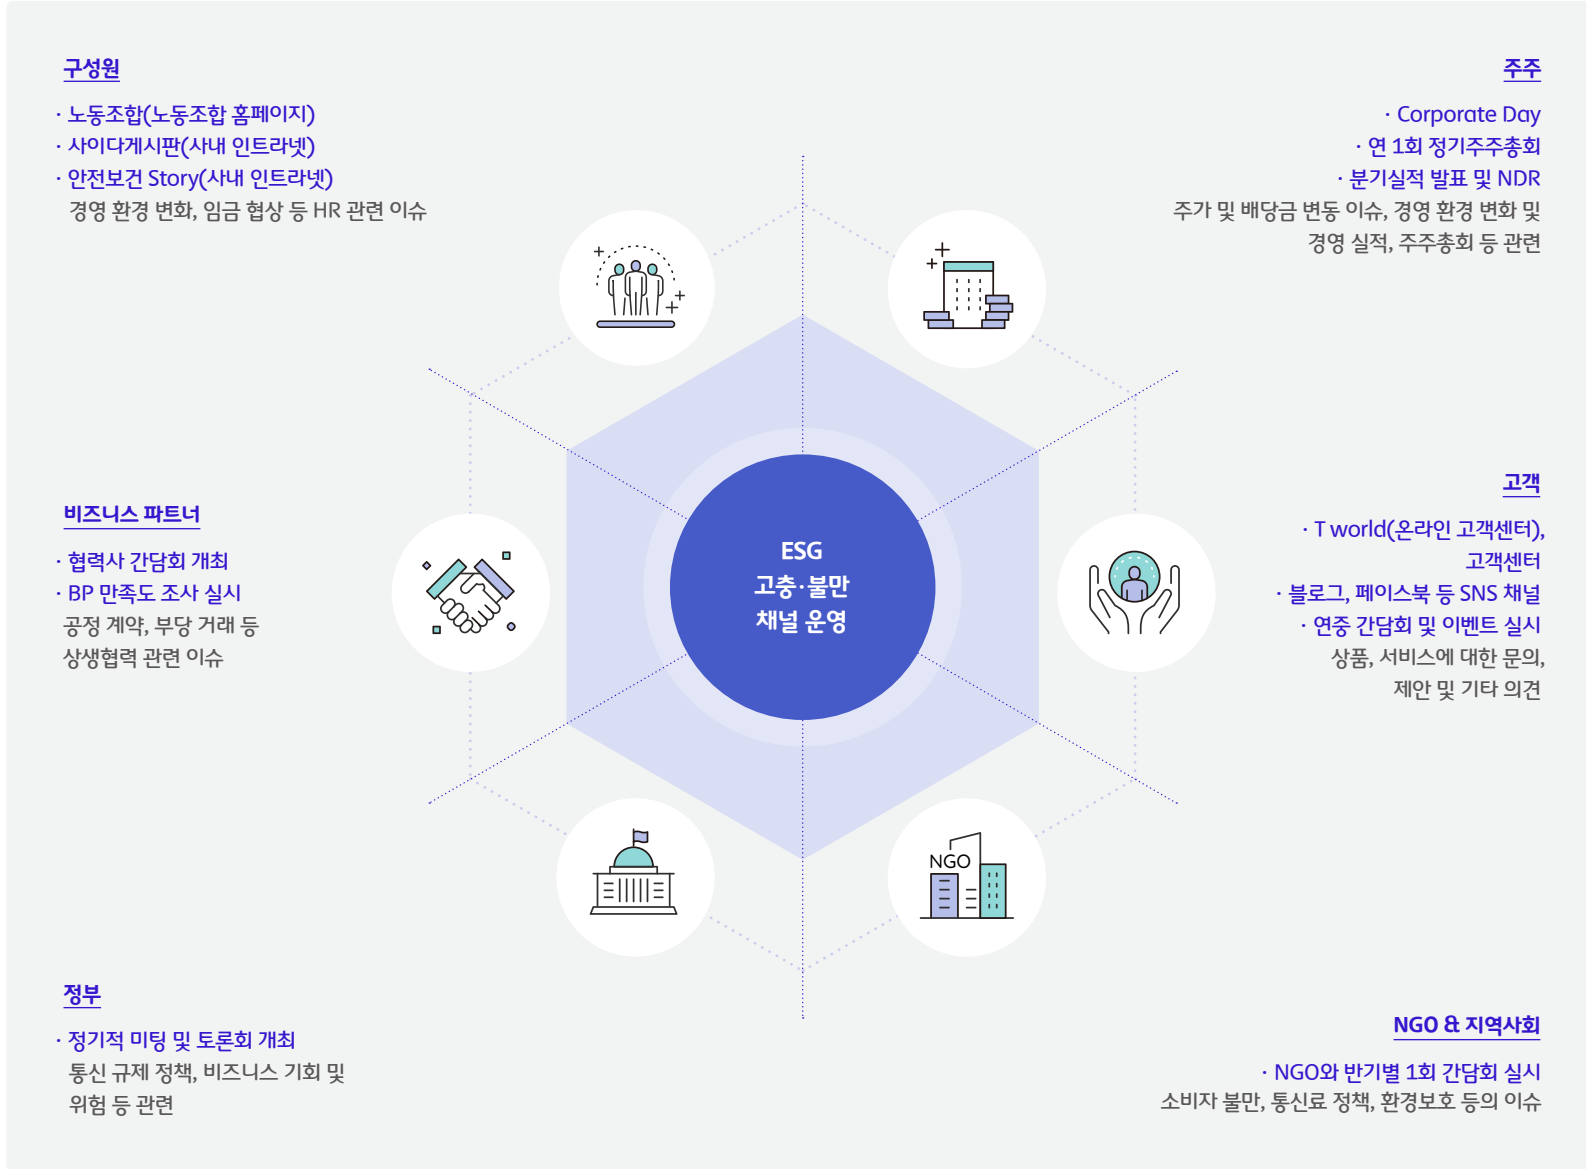 구성원
· 노동조합(노동조합 홈페이지)
· 사이다게시판(사내 인트라넷)
· 안전보건 Story(사내 인트라넷)
경영 환경 변화, 임금 협상 등 HR 관련 이슈
주주
· Corporate Day
· 연 1회 정기주주총회
· 분기실적 발표 및 NDR
주가 및 배당금 변동 이슈, 경영 환경 변화 및
경영 실적, 주주총회 등 관련
비즈니스 파트너
· 협력사 간담회 개최
· BP 만족도 조사 실시
공정 계약, 부당 거래 등
상생협력 관련 이슈
ESG
고충·불만
채널 운영
고객
· T world(온라인 고객센터),
고객센터
· 블로그, 페이스북 등 SNS 채널
· 연중 간담회 및 이벤트 실시
상품, 서비스에 대한 문의,
제안 및 기타 의견
NGO
정부
· 정기적 미팅 및 토론회 개최
통신 규제 정책, 비즈니스 기회 및
위험 등 관련
NGO & 지역사회
· NGO와 반기별 1회 간담회 실시
소비자 불만, 통신료 정책, 환경보호 등의 이슈